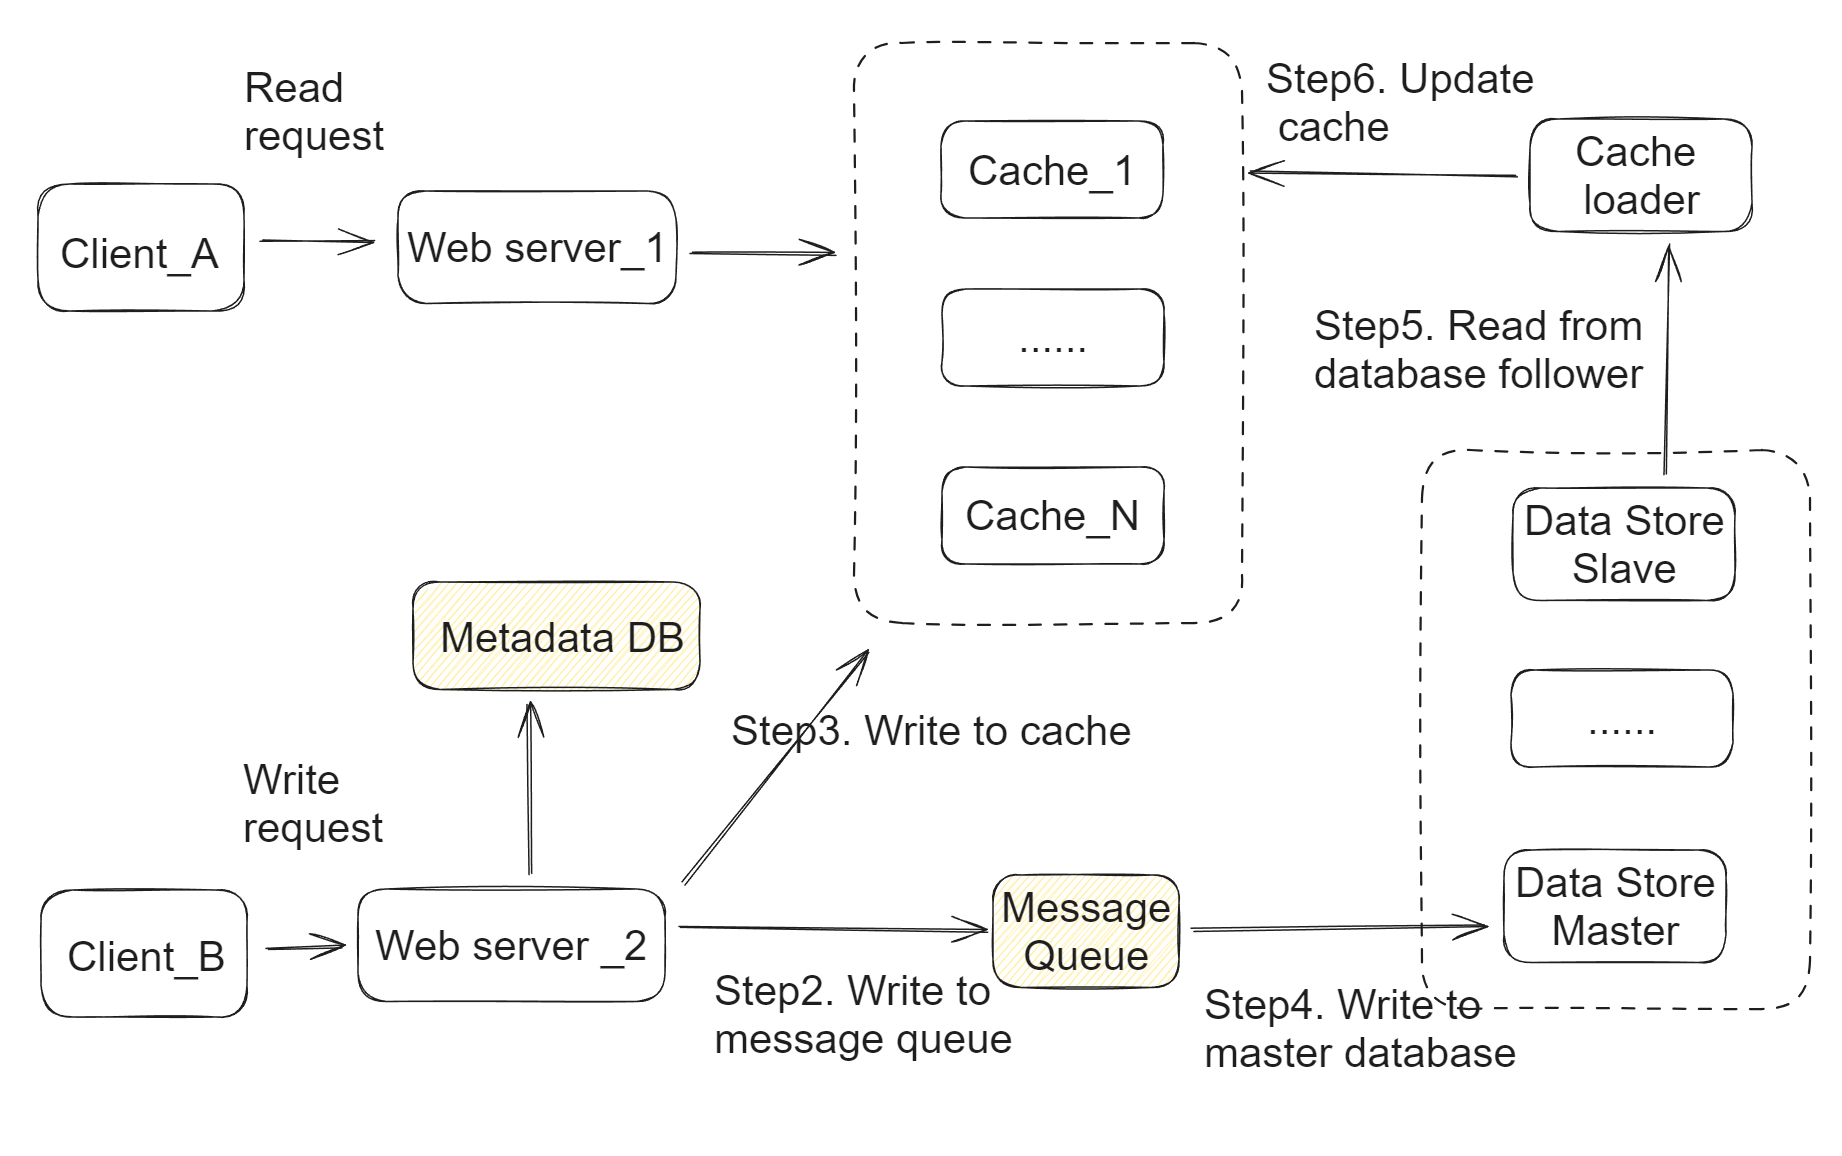 Read
request
Client_A
Web server_1
Cache_1
......
Cache_N
Step6. Update
cache
Cache
loader
Step5. Read from
database follower
Data Store
Slave
......
Data Store
Master
Metadata DB
Step3. Write to cache
Write
request
Client_B
Web server _2
Step2. Write to
message queue
Message
Queue
Step4. Write to
master database